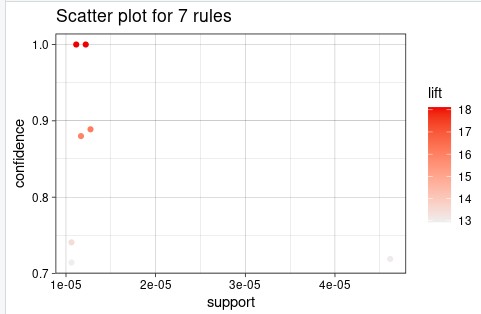 Scatter plot for 7 rules
1.0
0.9
0.8
0.7
confidence
1e-05 2e-05 3e-05 4e-05
support
lift
18
17
16
15
14
13